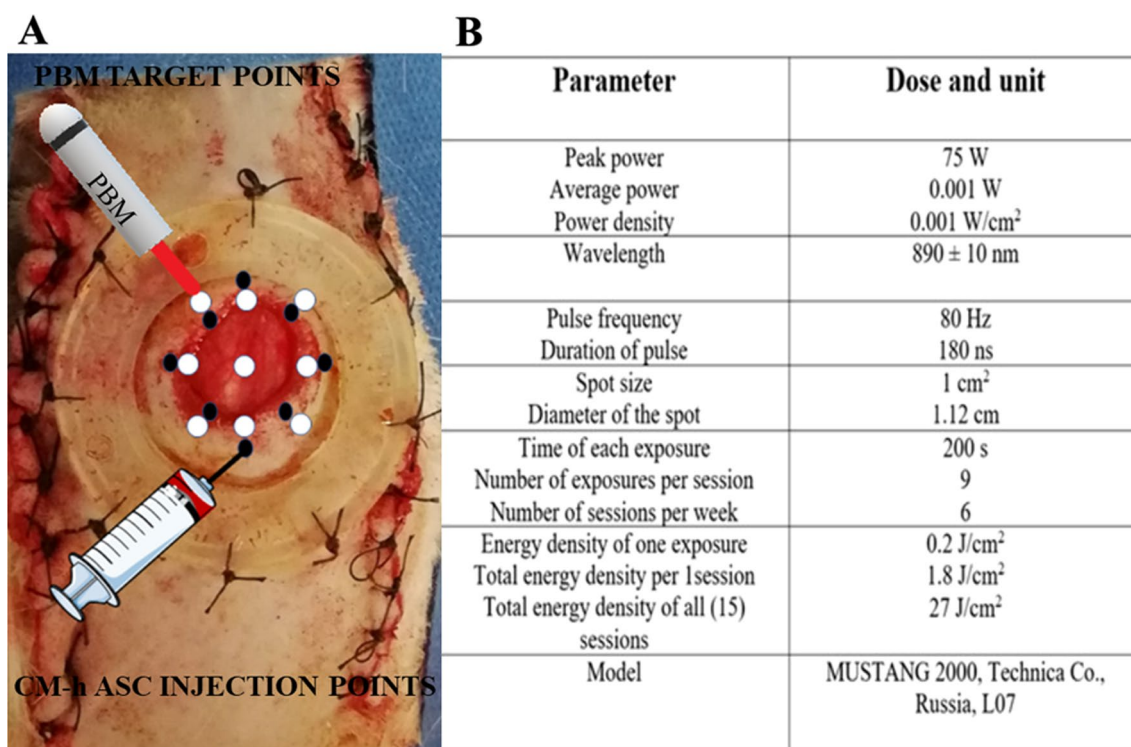 A
PBM TARGET POINTS
PBM
CM-h ASC INJECTION POINTS
B
Parameter Dose and unit
Peak power 75 W
Average power 0.001 W
Power density 0.001 W/cm²
Wavelength 890 ± 10 nm
Pulse frequency 80 Hz
Duration of pulse 180 ns
Spot size 1 cm²
Diameter of the spot 1.12 cm
Time of each exposure 200 s
Number of exposures per session 9
Number of sessions per week 6
Energy density of one exposure 0.2 J/cm²
Total energy density per 1session 1.8 J/cm²
Total energy density of all (15) 27 J/cm²
sessions
Model MUSTANG 2000, Technica Co.,
Russia, L07